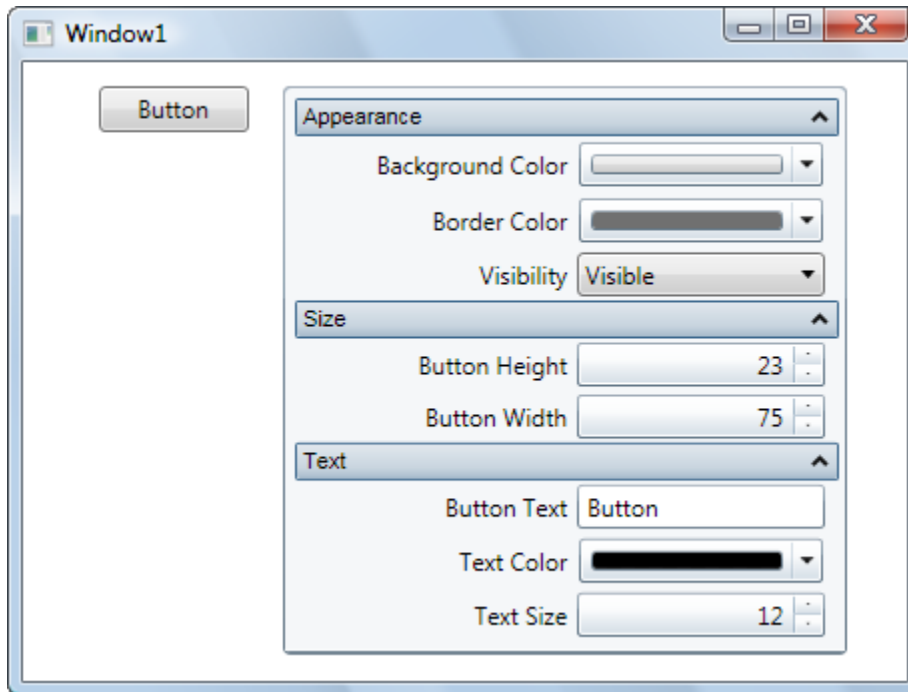 Window1
Button
Appearance
Background Color
Border Color
Visibility Visible
Size
Button Height 23
Button Width 75
Text
Button Text Button
Text Color
Text Size 12